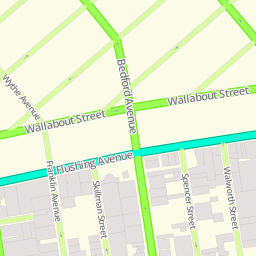 Bedford Avenue
Wythe Avenue
Wallabout Street
Wallabout Street
Flushing Avenue
Franklin Avenue
Skillman Street
Spencer Street
Walworth Street